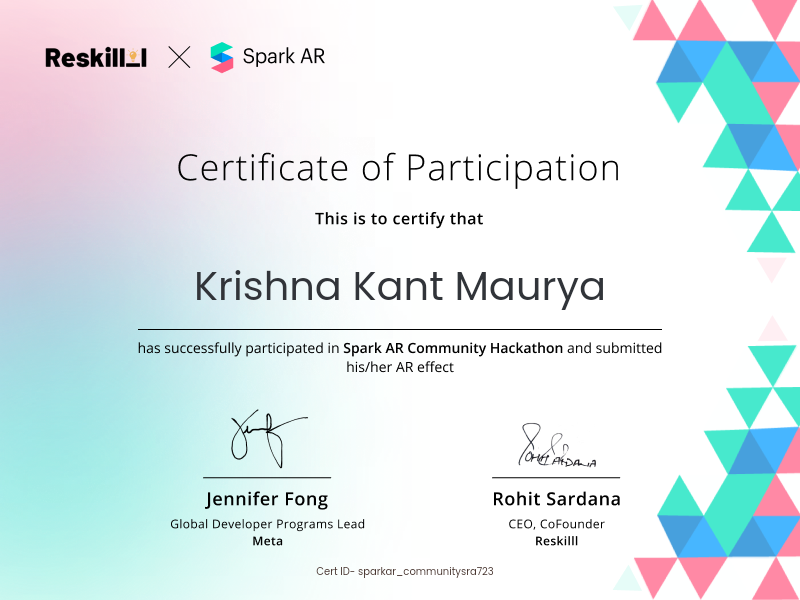 Reskilll Spark AR
Certificate of Participation
This is to certify that
Krishna Kant Maurya
has successfully participated in Spark AR Community Hackathon and submitted
his/her AR effect
Jennifer Fong
Global Developer Programs Lead
Meta
Rohit Sardana
CEO, CoFounder
Reskilll
Cert ID- sparkar_communitysra723